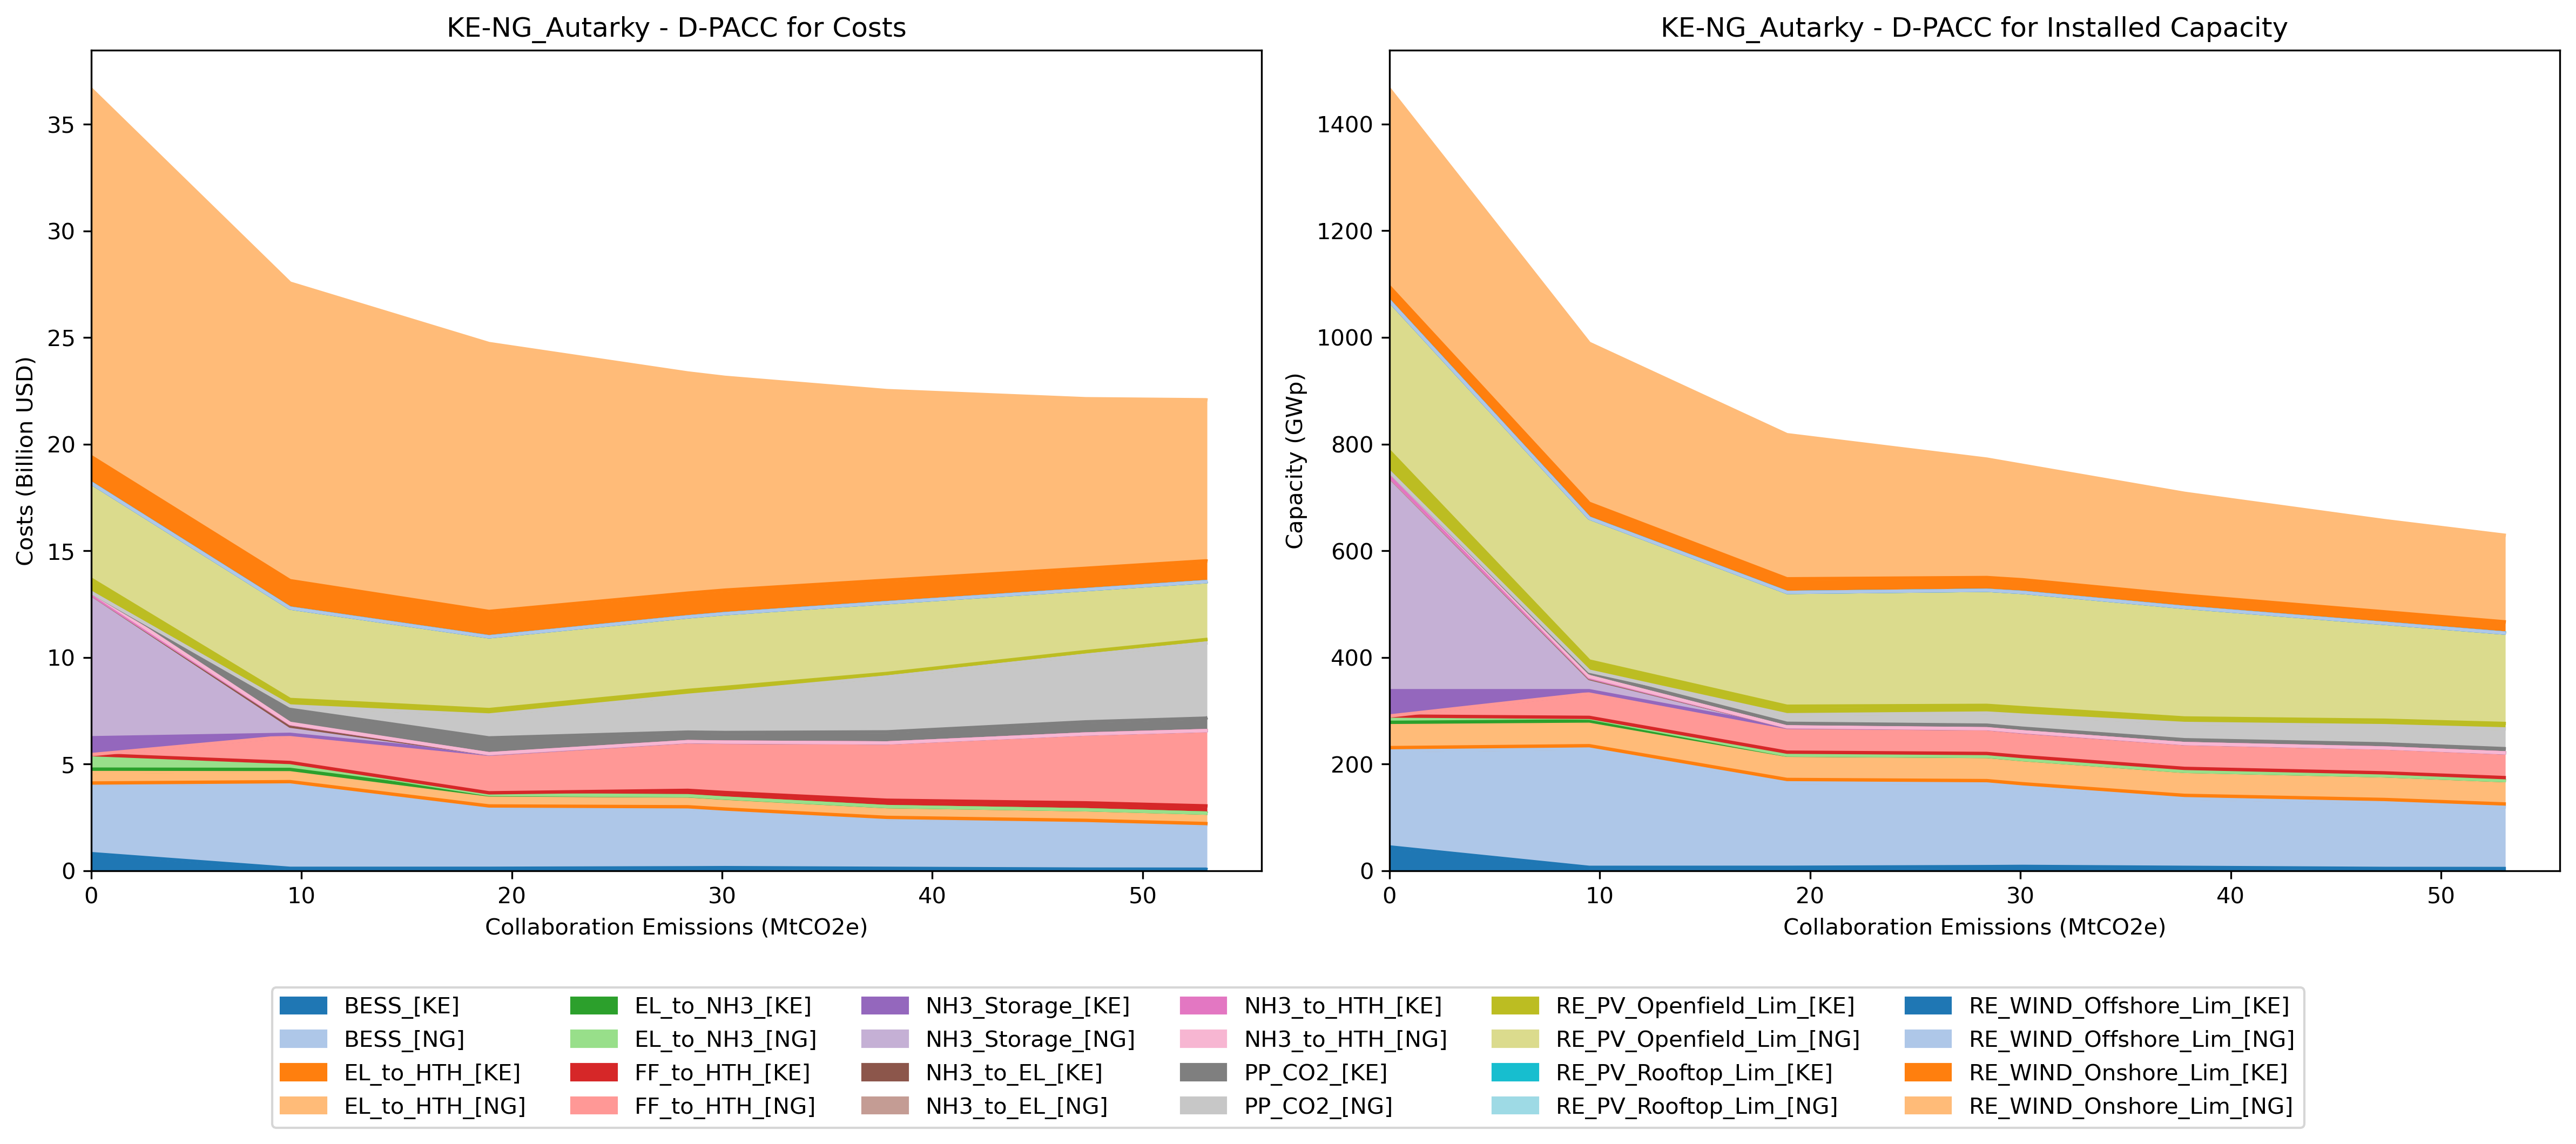 KE-NG_Autarky - D-PACC for Costs
35
30
25
20
15
10
5
0
Costs (Billion USD)
0 10 20 30 40 50
Collaboration Emissions (MtCO2e)
KE-NG_Autarky - D-PACC for Installed Capacity
1400
1200
1000
800
600
400
200
0
Capacity (GWp)
0 10 20 30 40 50
Collaboration Emissions (MtCO2e)
BESS_[KE]
BESS_[NG]
EL_to_HTH_[KE]
EL_to_HTH_[NG]
EL_to_NH3_[KE]
EL_to_NH3_[NG]
FF_to_HTH_[KE]
FF_to_HTH_[NG]
NH3_Storage_[KE]
NH3_Storage_[NG]
NH3_to_EL_[KE]
NH3_to_EL_[NG]
NH3_to_HTH_[KE]
NH3_to_HTH_[NG]
PP_CO2_[KE]
PP_CO2_[NG]
RE_PV_Openfield_Lim_[KE]
RE_PV_Openfield_Lim_[NG]
RE_PV_Rooftop_Lim_[KE]
RE_PV_Rooftop_Lim_[NG]
RE_WIND_Offshore_Lim_[KE]
RE_WIND_Offshore_Lim_[NG]
RE_WIND_Onshore_Lim_[KE]
RE_WIND_Onshore_Lim_[NG]